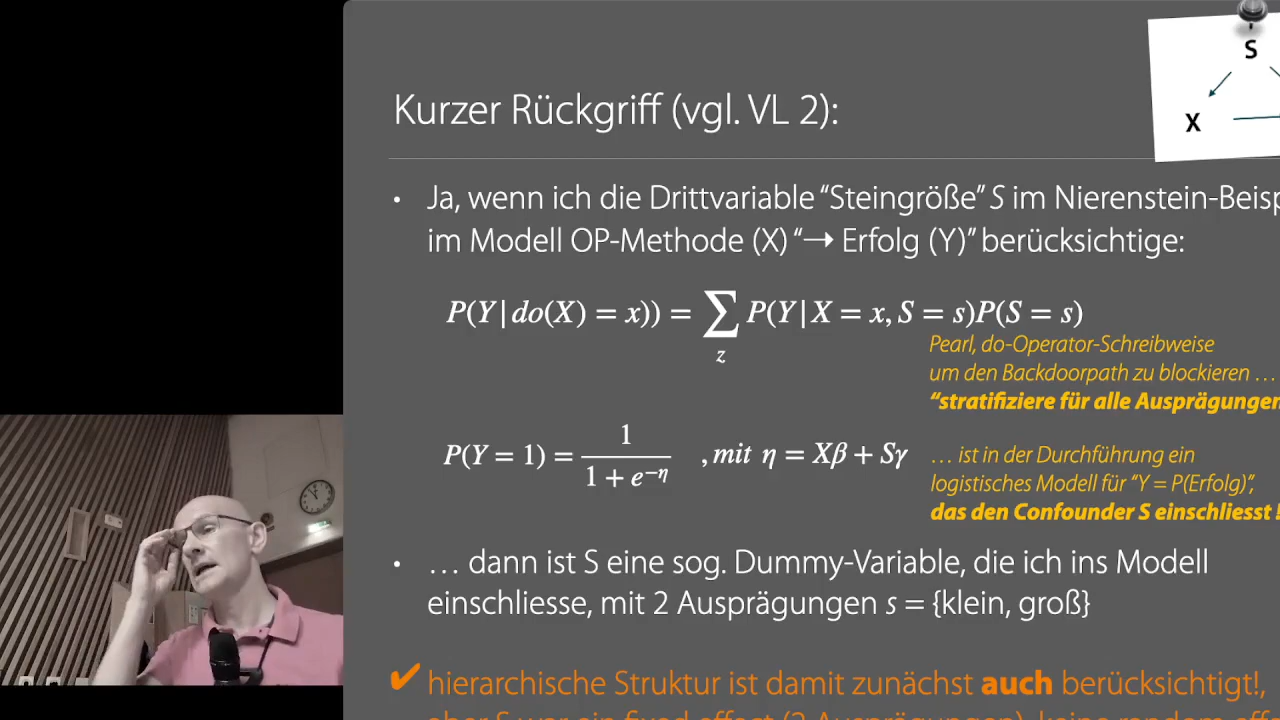 S
X
Kurzer Rückgriff (vgl. VL 2):
• Ja, wenn ich die Drittvariable “Steingröße” S im Nierenstein-Beisp
im Modell OP-Methode (X) “→ Erfolg (Y)” berücksichtige:
P(Y|do(X) = x)) = ∑ P(Y|X = x, S = s)P(S = s)
z
Pearl, do-Operator-Schreibweise
um den Backdoorpath zu blockieren …
“stratifiziere für alle Ausprägungen
P(Y = 1) = 1 / (1 + e^{−η}) , mit η = Xβ + Sγ
… ist in der Durchführung ein
logistisches Modell für “Y = P(Erfolg)”,
das den Confounder S einschliesst!
• … dann ist S eine sog. Dummy-Variable, die ich ins Modell
einschliesse, mit 2 Ausprägungen s = {klein, groß}
✔ hierarchische Struktur ist damit zunächst auch berücksichtigt!,